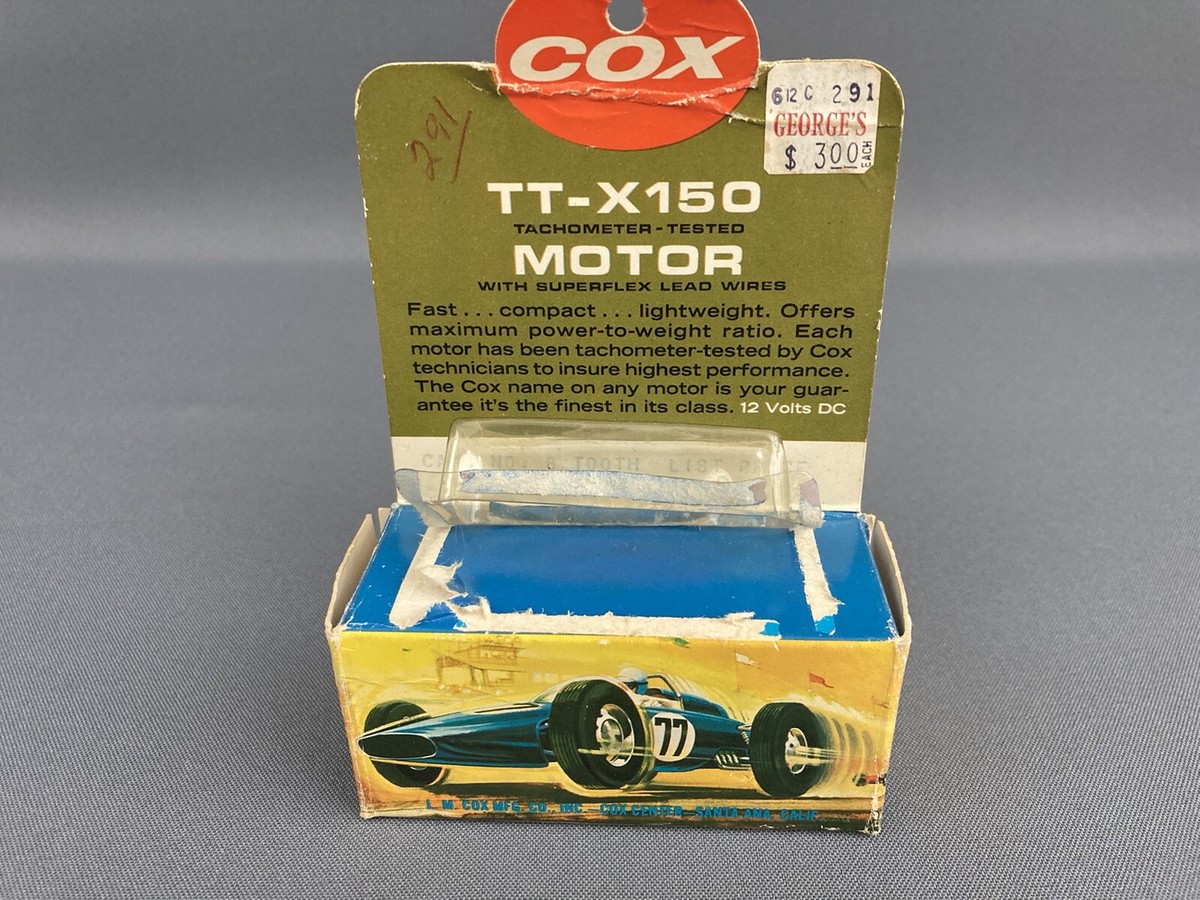 COX
612C 291
GEORGE'S
$ 3.00 EACH
291/
TT-X150
TACHOMETER-TESTED
MOTOR
WITH SUPERFLEX LEAD WIRES
Fast... compact... lightweight. Offers
maximum power-to-weight ratio. Each
motor has been tachometer-tested by Cox
technicians to insure highest performance.
The Cox name on any motor is your guar-
antee it's the finest in its class. 12 Volts DC
NO. 8 TOOTH LIST
77
L. M. COX MFG. CO., INC.—COX CENTER—SANTA ANA, CALIF.